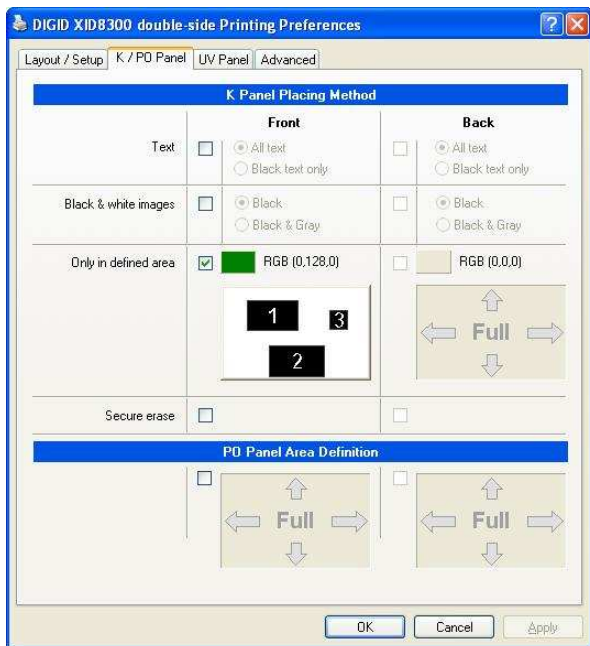 DIGID XID8300 double-side Printing Preferences
Layout / Setup K / PO Panel UV Panel Advanced
K Panel Placing Method
Front Back
Text All text All text
Black text only Black text only
Black & white images Black Black
Black & Gray Black & Gray
Only in defined area RGB (0,128,0) RGB (0,0,0)
1 3 Full
2
Secure erase
PO Panel Area Definition
Full Full
OK Cancel Apply